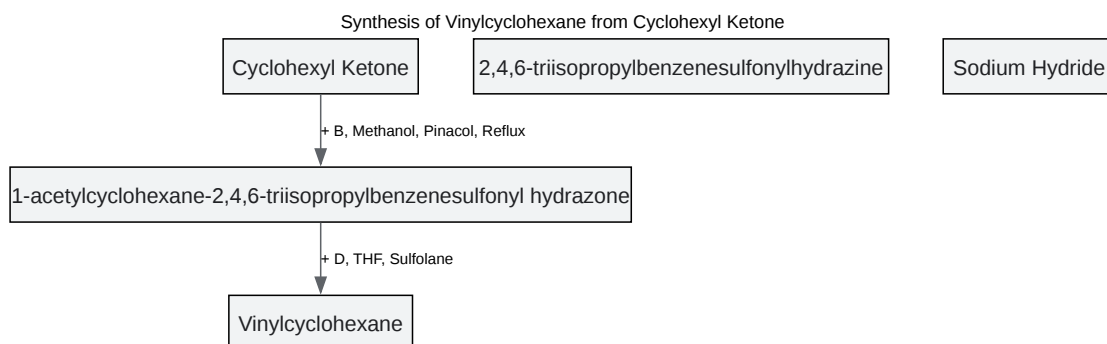 Synthesis of Vinylcyclohexane from Cyclohexyl Ketone
Cyclohexyl Ketone
2,4,6-triisopropylbenzenesulfonylhydrazine
Sodium Hydride
+ B, Methanol, Pinacol, Reflux
1-acetylcyclohexane-2,4,6-triisopropylbenzenesulfonyl hydrazone
+ D, THF, Sulfolane
Vinylcyclohexane